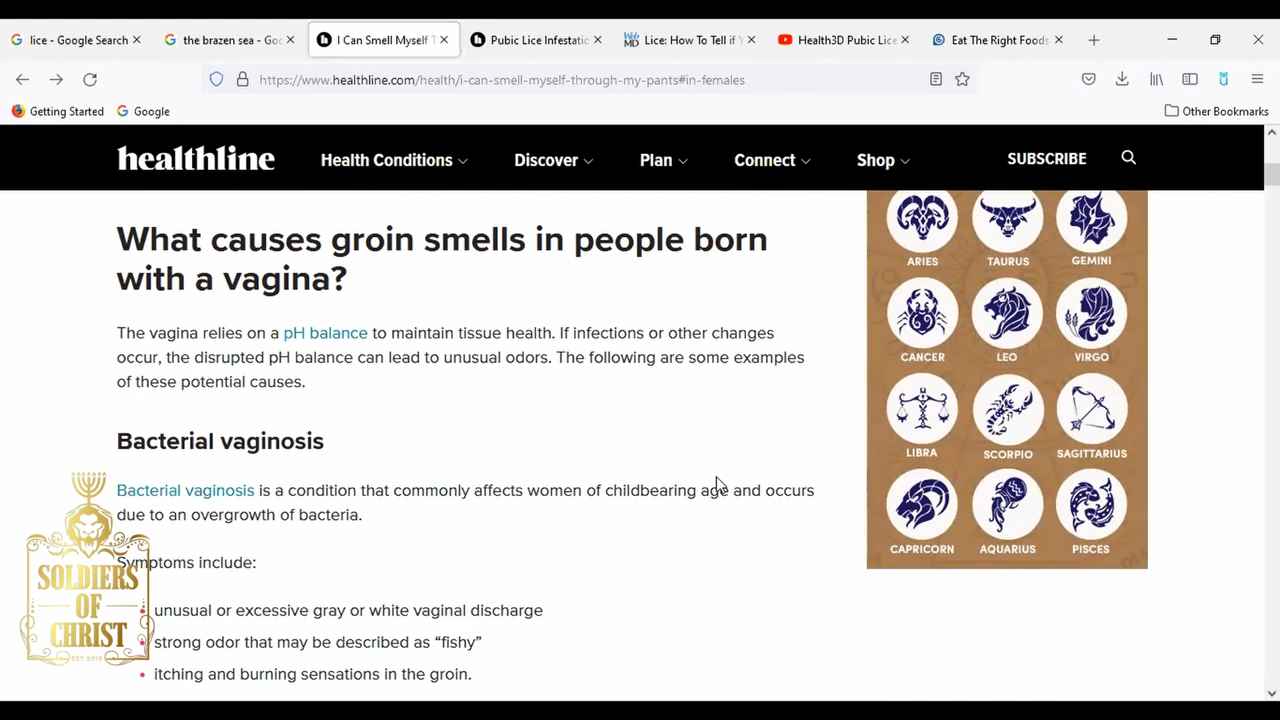 lice - Google Search
the brazen sea - Goo
I Can Smell Myself T
Pubic Lice Infestatio
WebMD
Lice: How To Tell if Y
Health3D Pubic Lice
Eat The Right Foods
https://www.healthline.com/health/i-can-smell-myself-through-my-pants#in-females
Getting Started
Google
Other Bookmarks
healthline
Health Conditions
Discover
Plan
Connect
Shop
SUBSCRIBE
What causes groin smells in people born
with a vagina?
The vagina relies on a pH balance to maintain tissue health. If infections or other changes
occur, the disrupted pH balance can lead to unusual odors. The following are some examples
of these potential causes.
Bacterial vaginosis
Bacterial vaginosis is a condition that commonly affects women of childbearing age and occurs
due to an overgrowth of bacteria.
Symptoms include:
unusual or excessive gray or white vaginal discharge
strong odor that may be described as “fishy”
itching and burning sensations in the groin.
ARIES
TAURUS
GEMINI
CANCER
LEO
VIRGO
LIBRA
SCORPIO
SAGITTARIUS
CAPRICORN
AQUARIUS
PISCES
SOLDIERS
OF
CHRIST
EST 2015